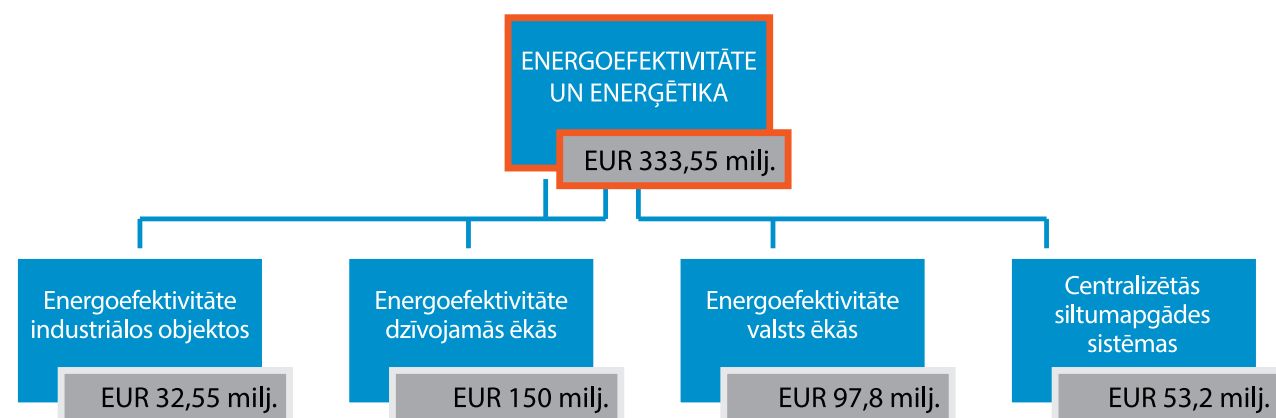 ENERGOEFEKTIVITĀTE
UN ENERĢĒTIKA
EUR 333,55 milj.
Energoefektivitāte
industriālos objektos
EUR 32,55 milj.
Energoefektivitāte
dzīvojamās ēkās
EUR 150 milj.
Energoefektivitāte
valsts ēkās
EUR 97,8 milj.
Centralizētās
siltumapgādes
sistēmas
EUR 53,2 milj.